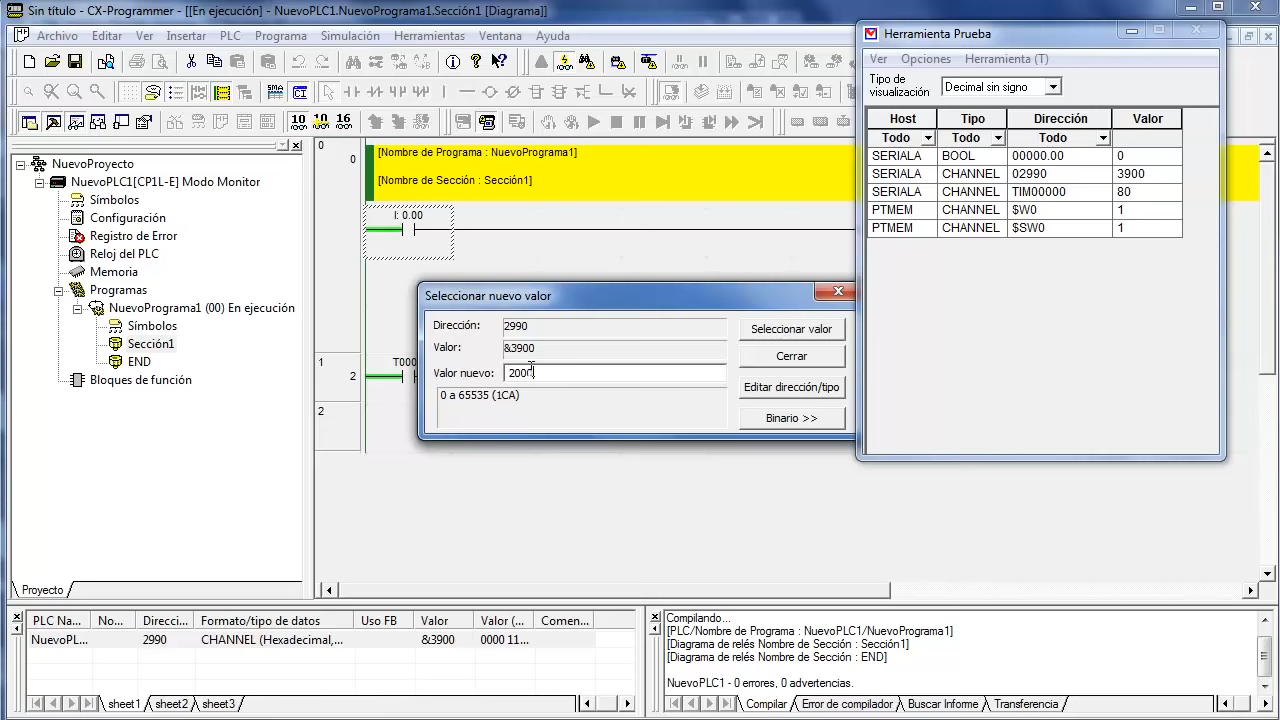 Sin título - CX-Programmer - [[En ejecución] - NuevoPLC1.NuevoPrograma1.Sección1 [Diagrama]]
Archivo Editar Ver Insertar PLC Programa Simulación Herramientas Ventana Ayuda
10 10 16
NuevoProyecto
NuevoPLC1[CP1L-E] Modo Monitor
Símbolos
Configuración
Registro de Error
Reloj del PLC
Memoria
Programas
NuevoPrograma1 (00) En ejecución
Símbolos
Sección1
END
Bloques de función
Proyecto
0
0
[Nombre de Programa : NuevoPrograma1]
[Nombre de Sección : Sección1]
I: 0.00
1
2
T000
2
Seleccionar nuevo valor
Dirección: 2990
Valor: &3900
Valor nuevo: 2000
0 a 65535 (1CA)
Seleccionar valor
Cerrar
Editar dirección/tipo
Binario >>
Herramienta Prueba
Ver Opciones Herramienta (T)
Tipo de
visualización
Decimal sin signo
Host Tipo Dirección Valor
Todo Todo Todo
SERIALA BOOL 00000.00 0
SERIALA CHANNEL 02990 3900
SERIALA CHANNEL TIM00000 80
PTMEM CHANNEL $W0 1
PTMEM CHANNEL $SW0 1
PLC Na... No... Direcci... Formato/tipo de datos Uso FB Valor Valor (... Comen...
NuevoPL... 2990 CHANNEL (Hexadecimal,... &3900 0000 11...
sheet1 sheet2 sheet3
Compilando...
[PLC/Nombre de Programa : NuevoPLC1/NuevoPrograma1]
[Diagrama de relés Nombre de Sección : Sección1]
[Diagrama de relés Nombre de Sección : END]
NuevoPLC1 - 0 errores, 0 advertencias.
Compilar Error de compilador Buscar Informe Transferencia